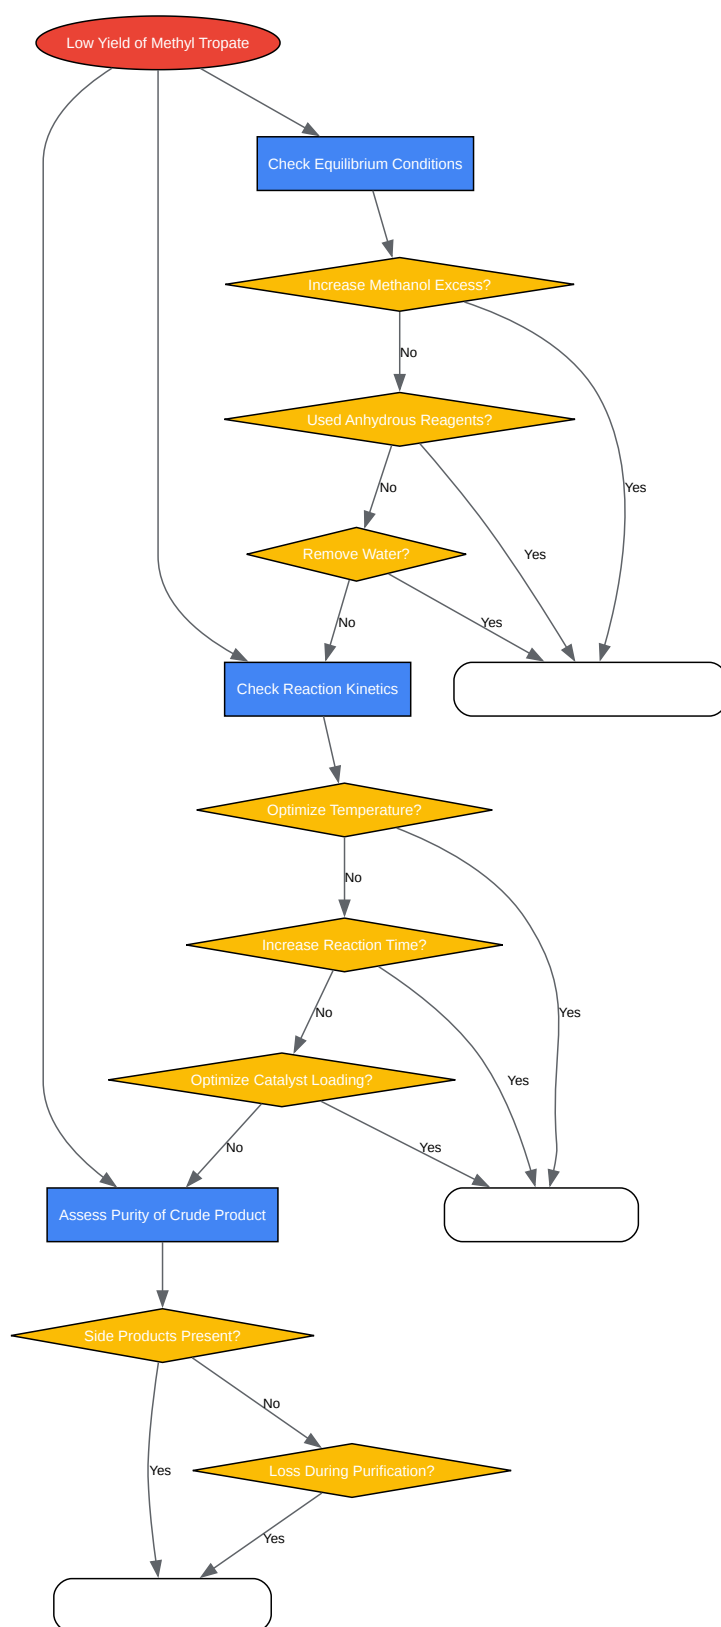 Low Yield of Methyl Tropate
Check Equilibrium Conditions
Increase Methanol Excess?
No
Used Anhydrous Reagents?
No
Yes
Yes
Remove Water?
No
Yes
Check Reaction Kinetics
Optimize Temperature?
No
Increase Reaction Time?
No
Yes
Yes
Optimize Catalyst Loading?
No
Yes
Assess Purity of Crude Product
Side Products Present?
No
Yes
Loss During Purification?
Yes